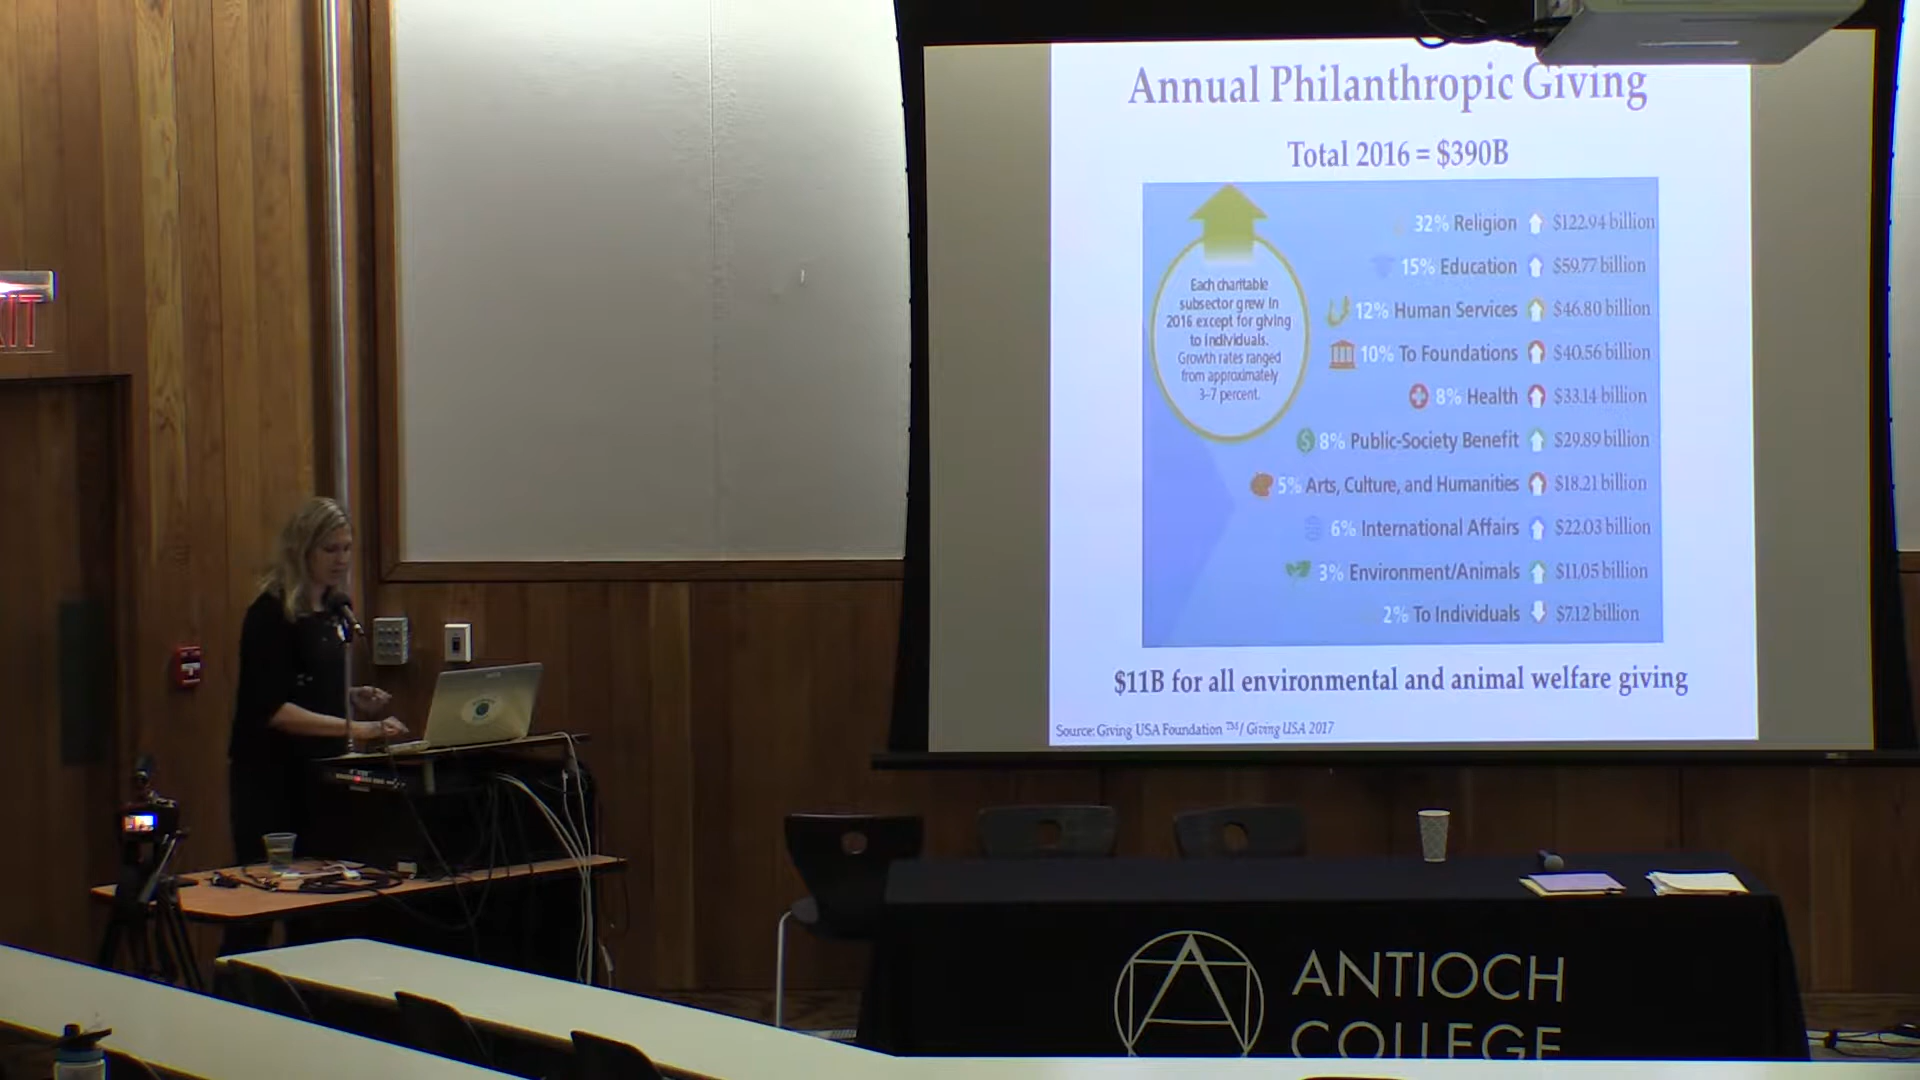 Annual Philanthropic Giving
Total 2016 = $390B
Each charitable
subsector grew in
2016 except for giving
to individuals.
Growth rates ranged
from approximately
3–7 percent.
32% Religion $122.94 billion
15% Education $59.77 billion
12% Human Services $46.80 billion
10% To Foundations $40.56 billion
8% Health $33.14 billion
$ 8% Public-Society Benefit $29.89 billion
5% Arts, Culture, and Humanities $18.21 billion
6% International Affairs $22.03 billion
3% Environment/Animals $11.05 billion
2% To Individuals $7.12 billion
$11B for all environmental and animal welfare giving
Source: Giving USA Foundation ™/ Giving USA 2017
XIT
ANTIOCH
COLLEGE